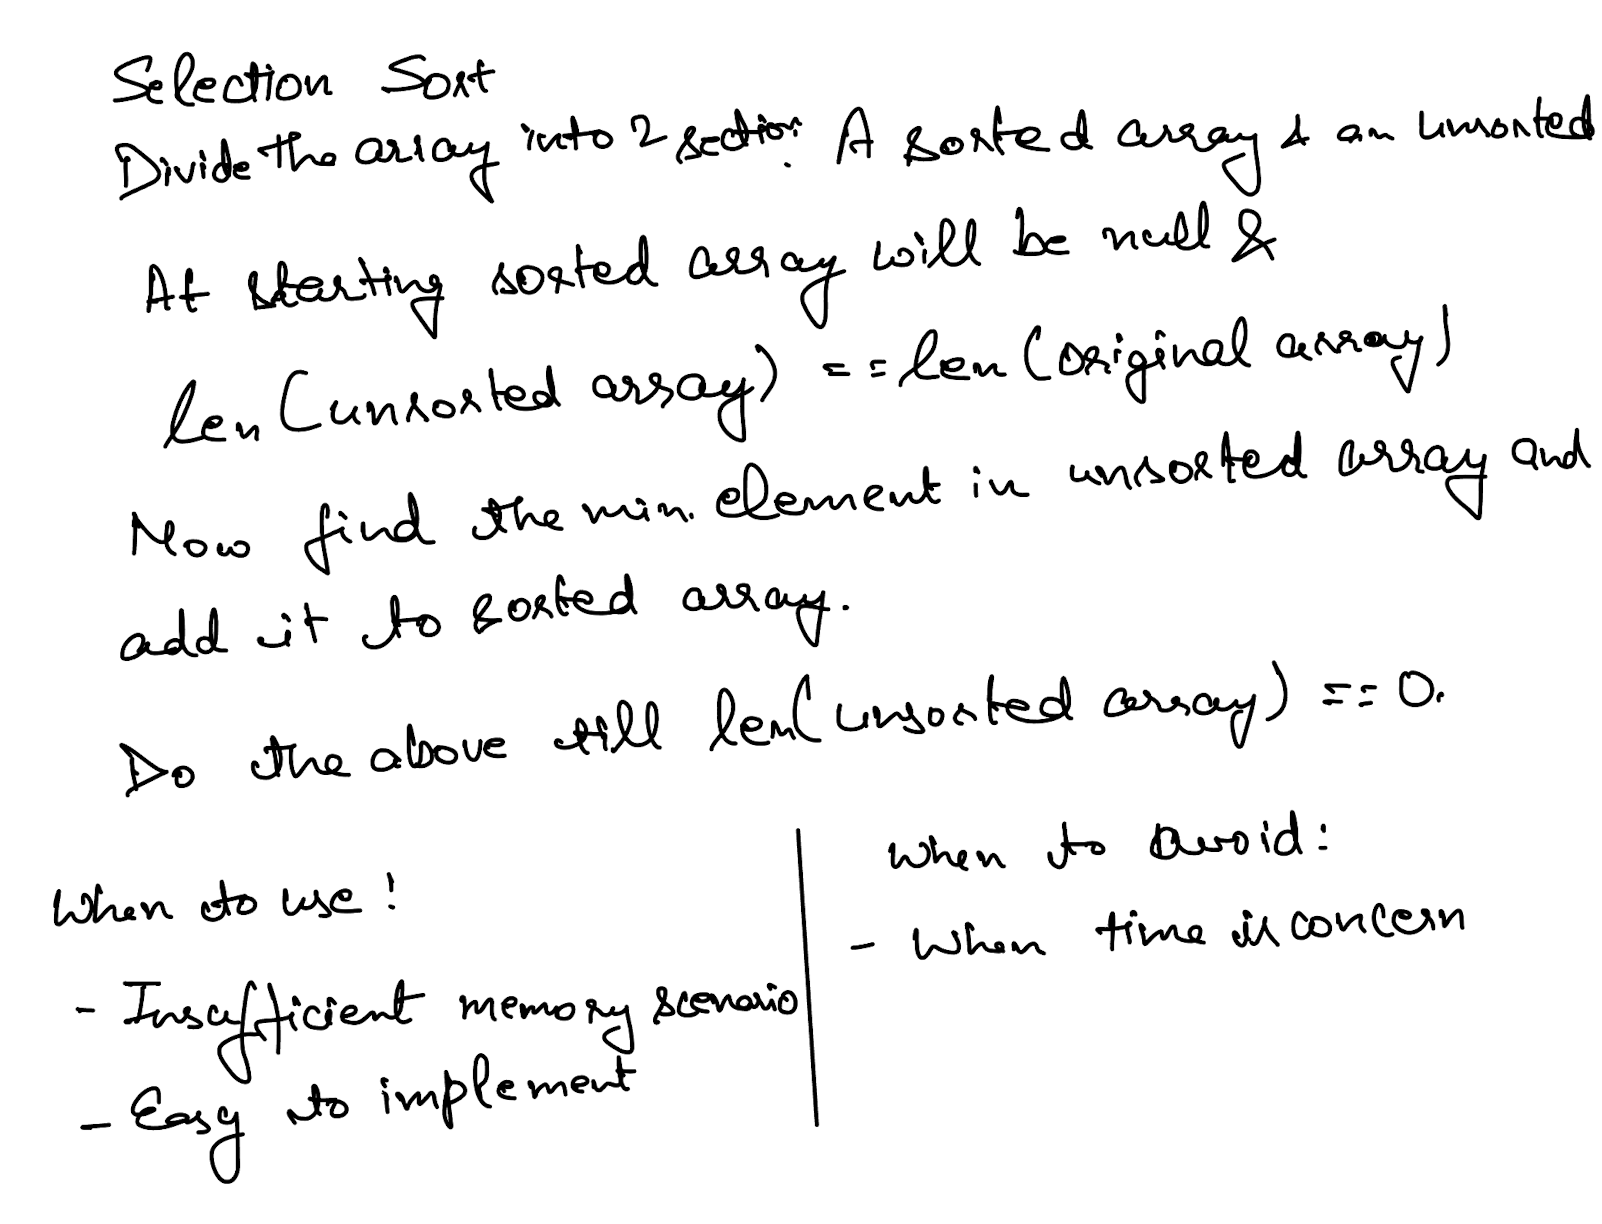 Selection Sort
Divide the array into 2 section. A sorted array & an unsorted
At starting sorted array will be null &
len (unsorted array) == len (original array)
Now find the min. element in unsorted array and
add it to sorted array.
Do the above till len(unsorted array) == 0.
When to use!
- Insufficient memory scenario
- Easy to implement
When to avoid:
- When time is concern